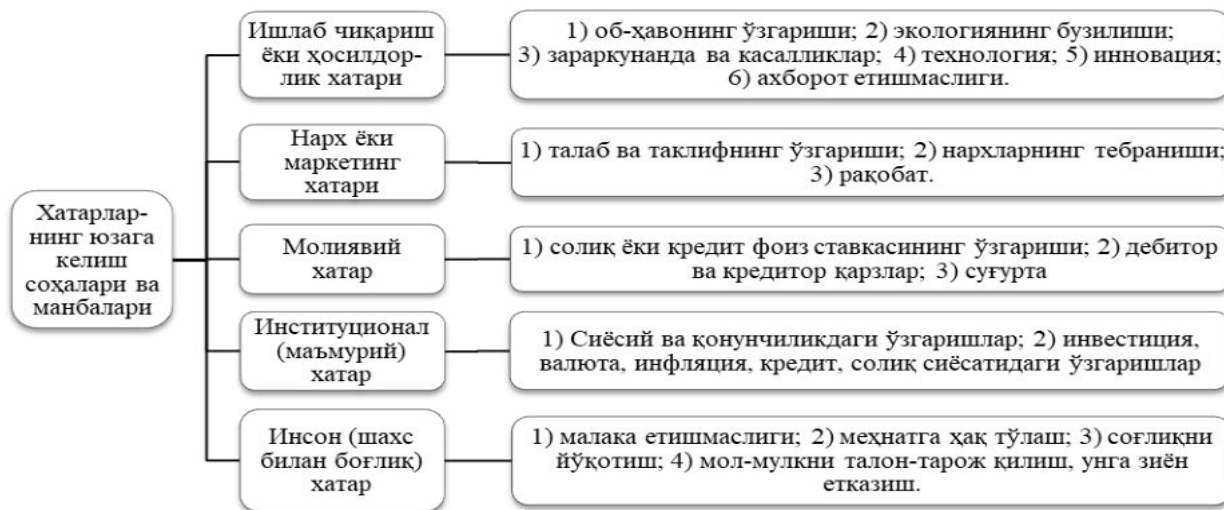 Хатарлар-
нинг юзага
келиш
соҳалари ва
манбалари
Ишлаб чиқариш
ёки ҳосилдор-
лик хатари
1) об-ҳавонинг ўзгариши; 2) экологиянинг бузилиши;
3) зараркунанда ва касалликлар; 4) технология; 5) инновация;
6) ахборот етишмаслиги.
Нарх ёки
маркетинг
хатари
1) талаб ва таклифнинг ўзгариши; 2) нархларнинг тебраниши;
3) рақобат.
Молиявий
хатар
1) солиқ ёки кредит фоиз ставкасининг ўзгариши; 2) дебитор
ва кредитор қарзлар; 3) суғурта
Институционал
(маъмурий)
хатар
1) Сиёсий ва қонунчиликдаги ўзгаришлар; 2) инвестиция,
валюта, инфляция, кредит, солиқ сиёсатидаги ўзгаришлар
Инсон (шахс
билан боғлиқ)
хатар
1) малака етишмаслиги; 2) меҳнатга ҳақ тўлаш; 3) соғлиқни
йўқотиш; 4) мол-мулкни талон-тарож қилиш, унга зиён
етказиш.